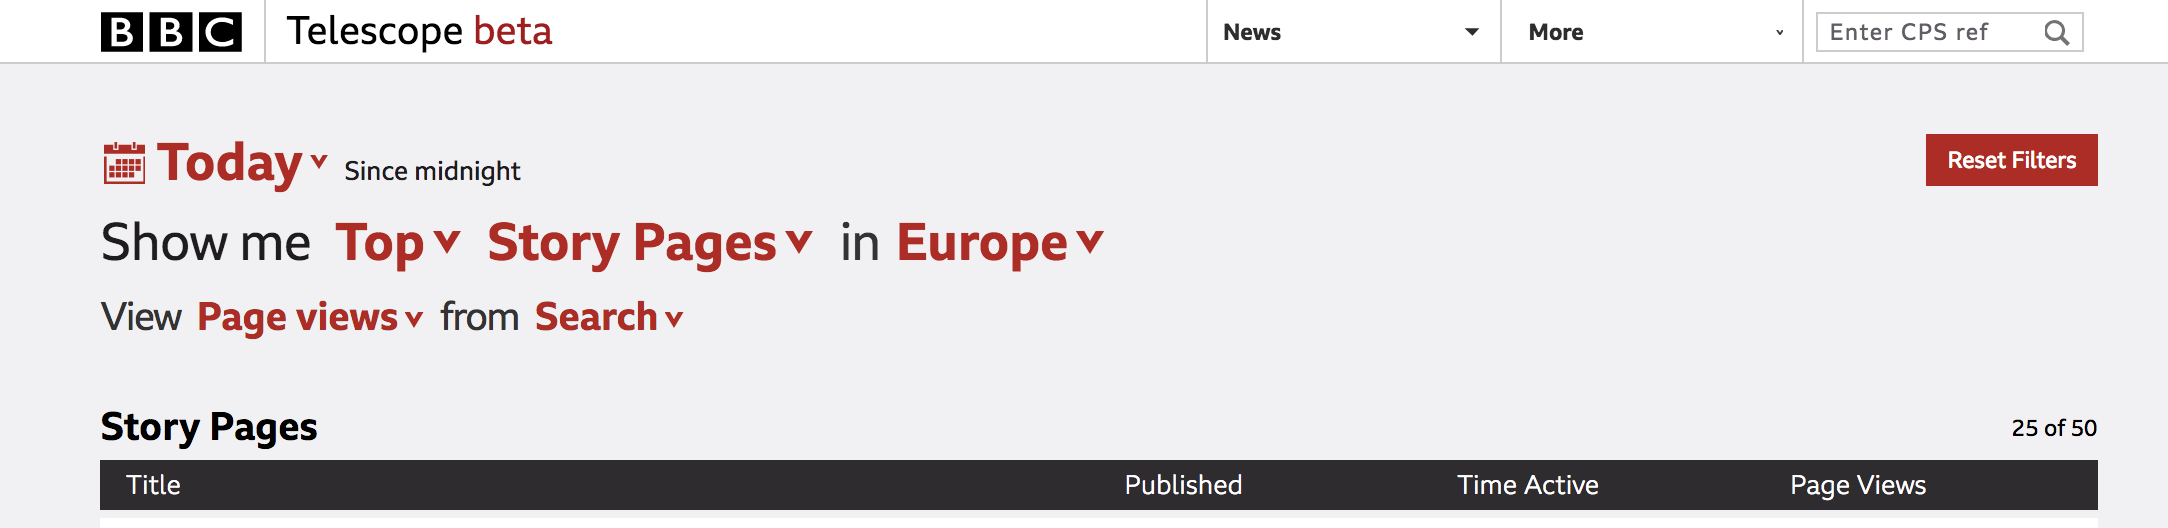 BBC Telescope beta News More Enter CPS ref
Today Since midnight Reset Filters
Show me Top Story Pages in Europe
View Page views from Search
Story Pages 25 of 50
Title Published Time Active Page Views